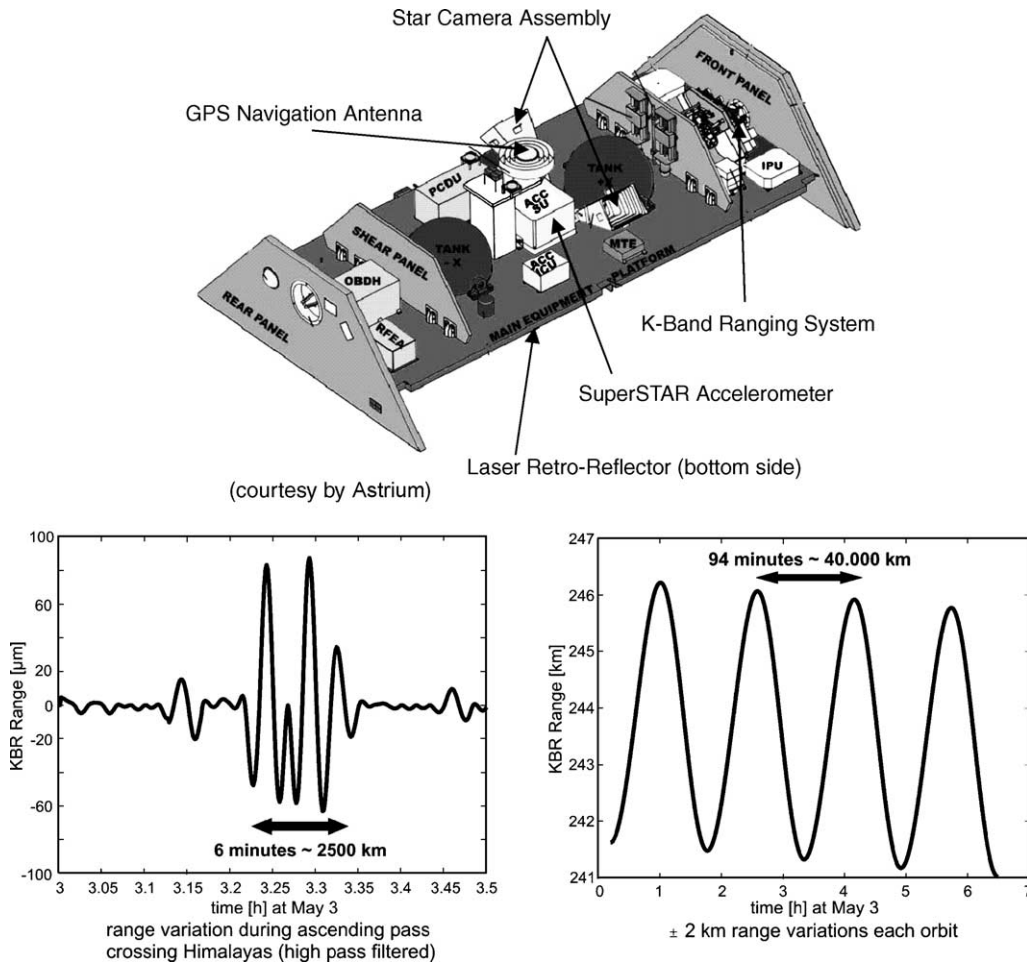 Star Camera Assembly
GPS Navigation Antenna
FRONT PANEL
IPU
PCDU
TANK
+X
ACC
SU
TANK
- X
ACC
ICU
MTE
SHEAR PANEL
OBDH
RFEA
REAR PANEL
MAIN EQUIPMENT PLATFORM
K-Band Ranging System
SuperSTAR Accelerometer
Laser Retro-Reflector (bottom side)
(courtesy by Astrium)
100
60
20
0
-20
-60
-100
KBR Range [µm]
6 minutes ~ 2500 km
3 3.05 3.1 3.15 3.2 3.25 3.3 3.35 3.4 3.45 3.5
time [h] at May 3
range variation during ascending pass
crossing Himalayas (high pass filtered)
247
246
245
244
243
242
241
KBR Range [km]
94 minutes ~ 40.000 km
0 1 2 3 4 5 6 7
time [h] at May 3
± 2 km range variations each orbit